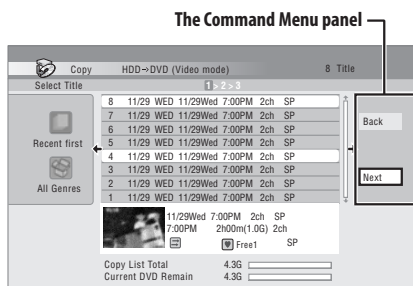 The Command Menu panel
Copy HDD→DVD (Video mode) 8 Title
Select Title 1 > 2 > 3
8 11/29 WED 11/29Wed 7:00PM 2ch SP
7 11/29 WED 11/29Wed 7:00PM 2ch SP
6 11/29 WED 11/29Wed 7:00PM 2ch SP
5 11/29 WED 11/29Wed 7:00PM 2ch SP
4 11/29 WED 11/29Wed 7:00PM 2ch SP
3 11/29 WED 11/29Wed 7:00PM 2ch SP
2 11/29 WED 11/29Wed 7:00PM 2ch SP
1 11/29 WED 11/29Wed 7:00PM 2ch SP
Recent first
All Genres
Back
Next
11/29Wed 7:00PM 2ch SP
7:00PM 2h00m(1.0G) 2ch
Free1 SP
Copy List Total 4.3G
Current DVD Remain 4.3G